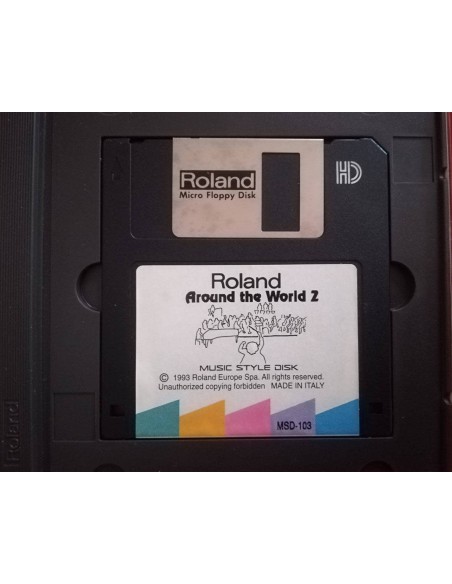 Roland
Micro Floppy Disk
HD
Roland
Around the World 2
MUSIC STYLE DISK
© 1993 Roland Europe Spa. All rights reserved.
Unauthorized copying forbidden MADE IN ITALY
MSD-103
Roland